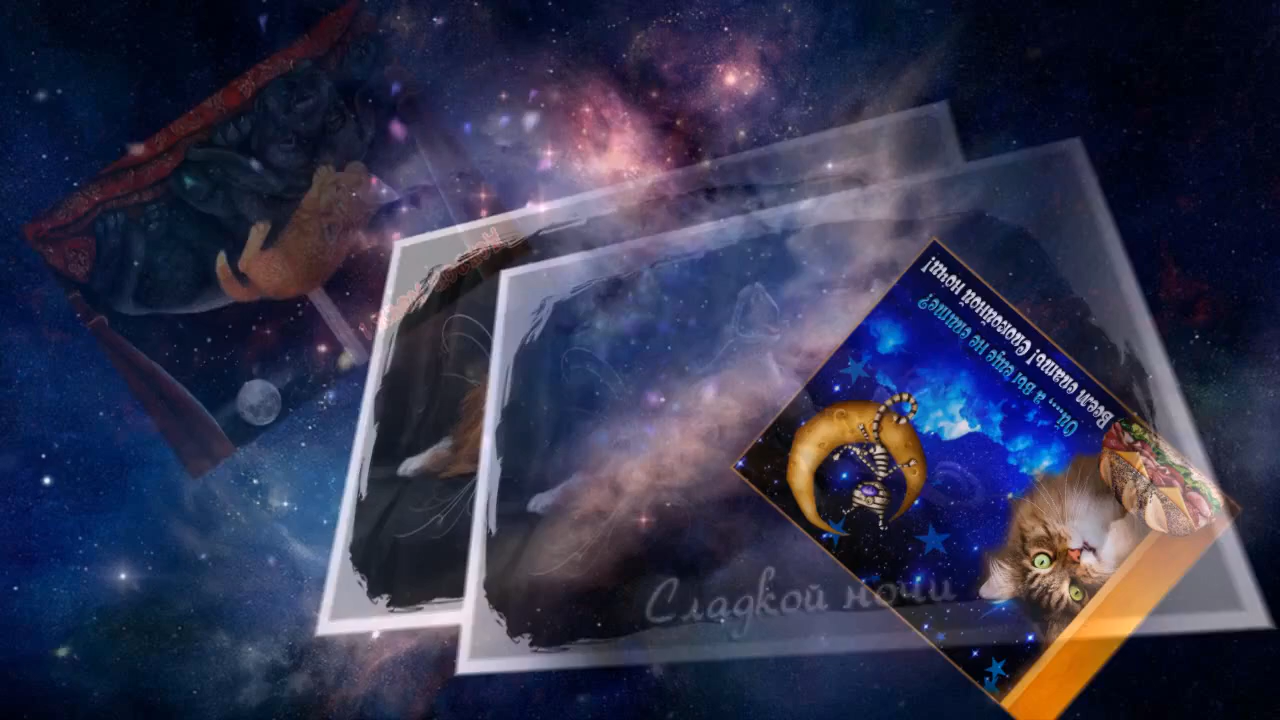 Всем спать! Спокойной ночи!
Ой..., а вы еще не спите?
Сладкой ночи